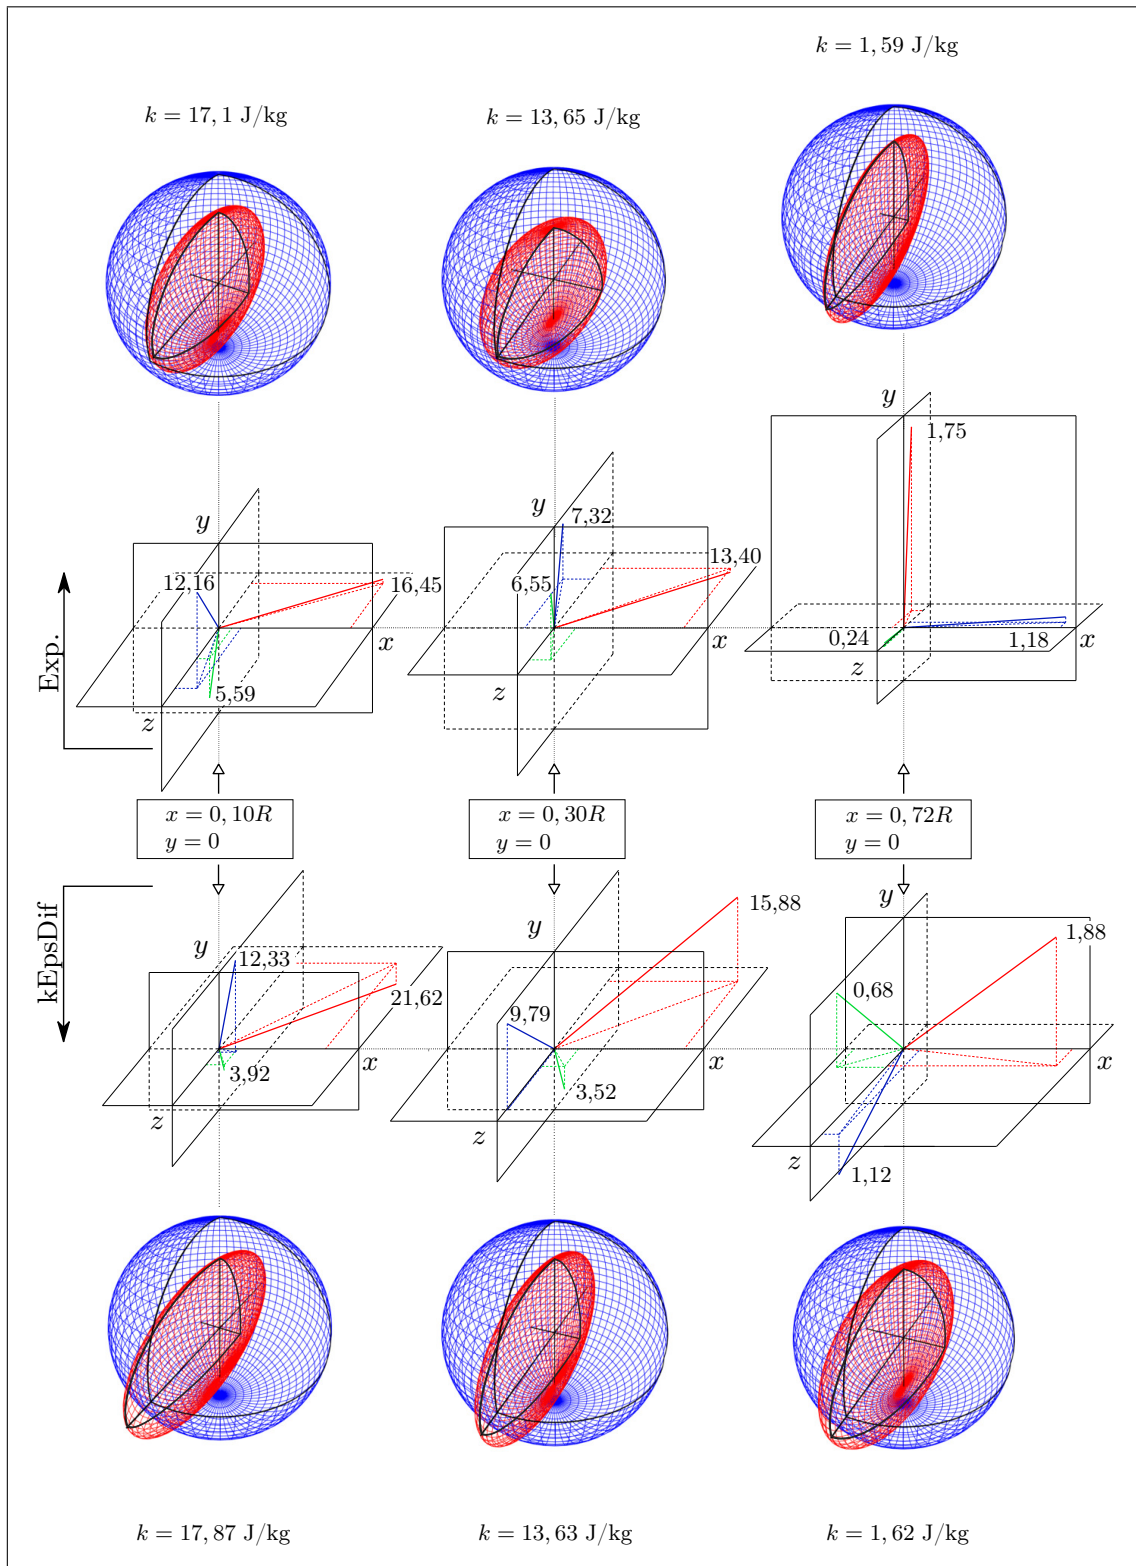 k = 1, 59 J/kg
k = 17, 1 J/kg
k = 13, 65 J/kg
y
12,16
16,45
x
5,59
z
y
7,32
6,55
13,40
x
z
y
1,75
0,24
1,18
x
z
Exp.
x = 0, 10R
y = 0
x = 0, 30R
y = 0
x = 0, 72R
y = 0
kEpsDif
y
12,33
21,62
x
3,92
z
y
15,88
9,79
x
3,52
z
y
1,88
0,68
x
z
1,12
k = 17, 87 J/kg
k = 13, 63 J/kg
k = 1, 62 J/kg